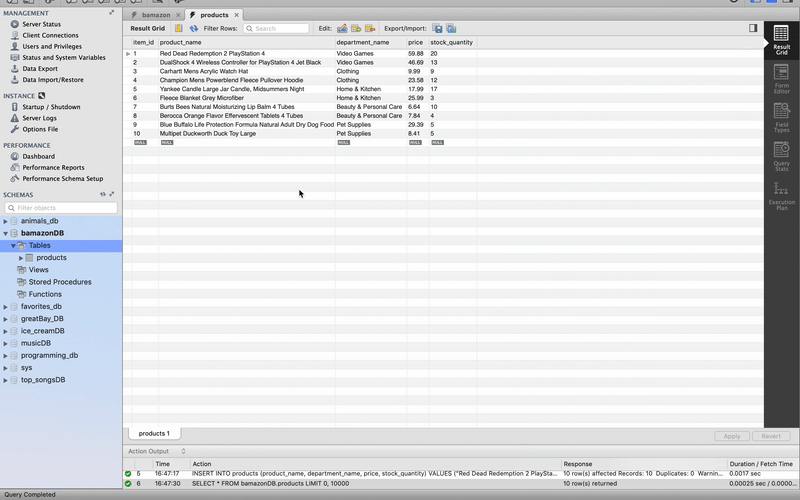 MANAGEMENT
Server Status
Client Connections
Users and Privileges
Status and System Variables
Data Export
Data Import/Restore
INSTANCE
Startup / Shutdown
Server Logs
Options File
PERFORMANCE
Dashboard
Performance Reports
Performance Schema Setup
SCHEMAS
Filter objects
animals_db
bamazonDB
Tables
products
Views
Stored Procedures
Functions
favorites_db
greatBay_DB
ice_creamDB
musicDB
programming_db
sys
top_songsDB
bamazon products
Result Grid Filter Rows: Search Edit: Export/Import:
item_id product_name department_name price stock_quantity
1 Red Dead Redemption 2 PlayStation 4 Video Games 59.88 20
2 DualShock 4 Wireless Controller for PlayStation 4 Jet Black Video Games 46.69 13
3 Carhartt Mens Acrylic Watch Hat Clothing 9.99 9
4 Champion Mens Powerblend Fleece Pullover Hoodie Clothing 23.58 12
5 Yankee Candle Large Jar Candle, Midsummers Night Home & Kitchen 17.99 17
6 Fleece Blanket Grey Microfiber Home & Kitchen 25.99 3
7 Burts Bees Natural Moisturizing Lip Balm 4 Tubes Beauty & Personal Care 6.64 10
8 Berocca Orange Flavor Effervescent Tablets 4 Tubes Beauty & Personal Care 7.84 4
9 Blue Buffalo Life Protection Formula Natural Adult Dry Dog Food Pet Supplies 29.39 5
10 Multipet Duckworth Duck Toy Large Pet Supplies 8.41 5
NULL NULL NULL NULL NULL
Result Grid
Form Editor
Field Types
Query Stats
Execution Plan
products 1
Apply Revert
Action Output
Time Action Response Duration / Fetch Time
5 16:47:17 INSERT INTO products (product_name, department_name, price, stock_quantity) VALUES ("Red Dead Redemption 2 PlaySta... 10 row(s) affected Records: 10 Duplicates: 0 Warnin... 0.0017 sec
6 16:47:30 SELECT * FROM bamazonDB.products LIMIT 0, 10000 10 row(s) returned 0.00025 sec / 0.0000...
Query Completed